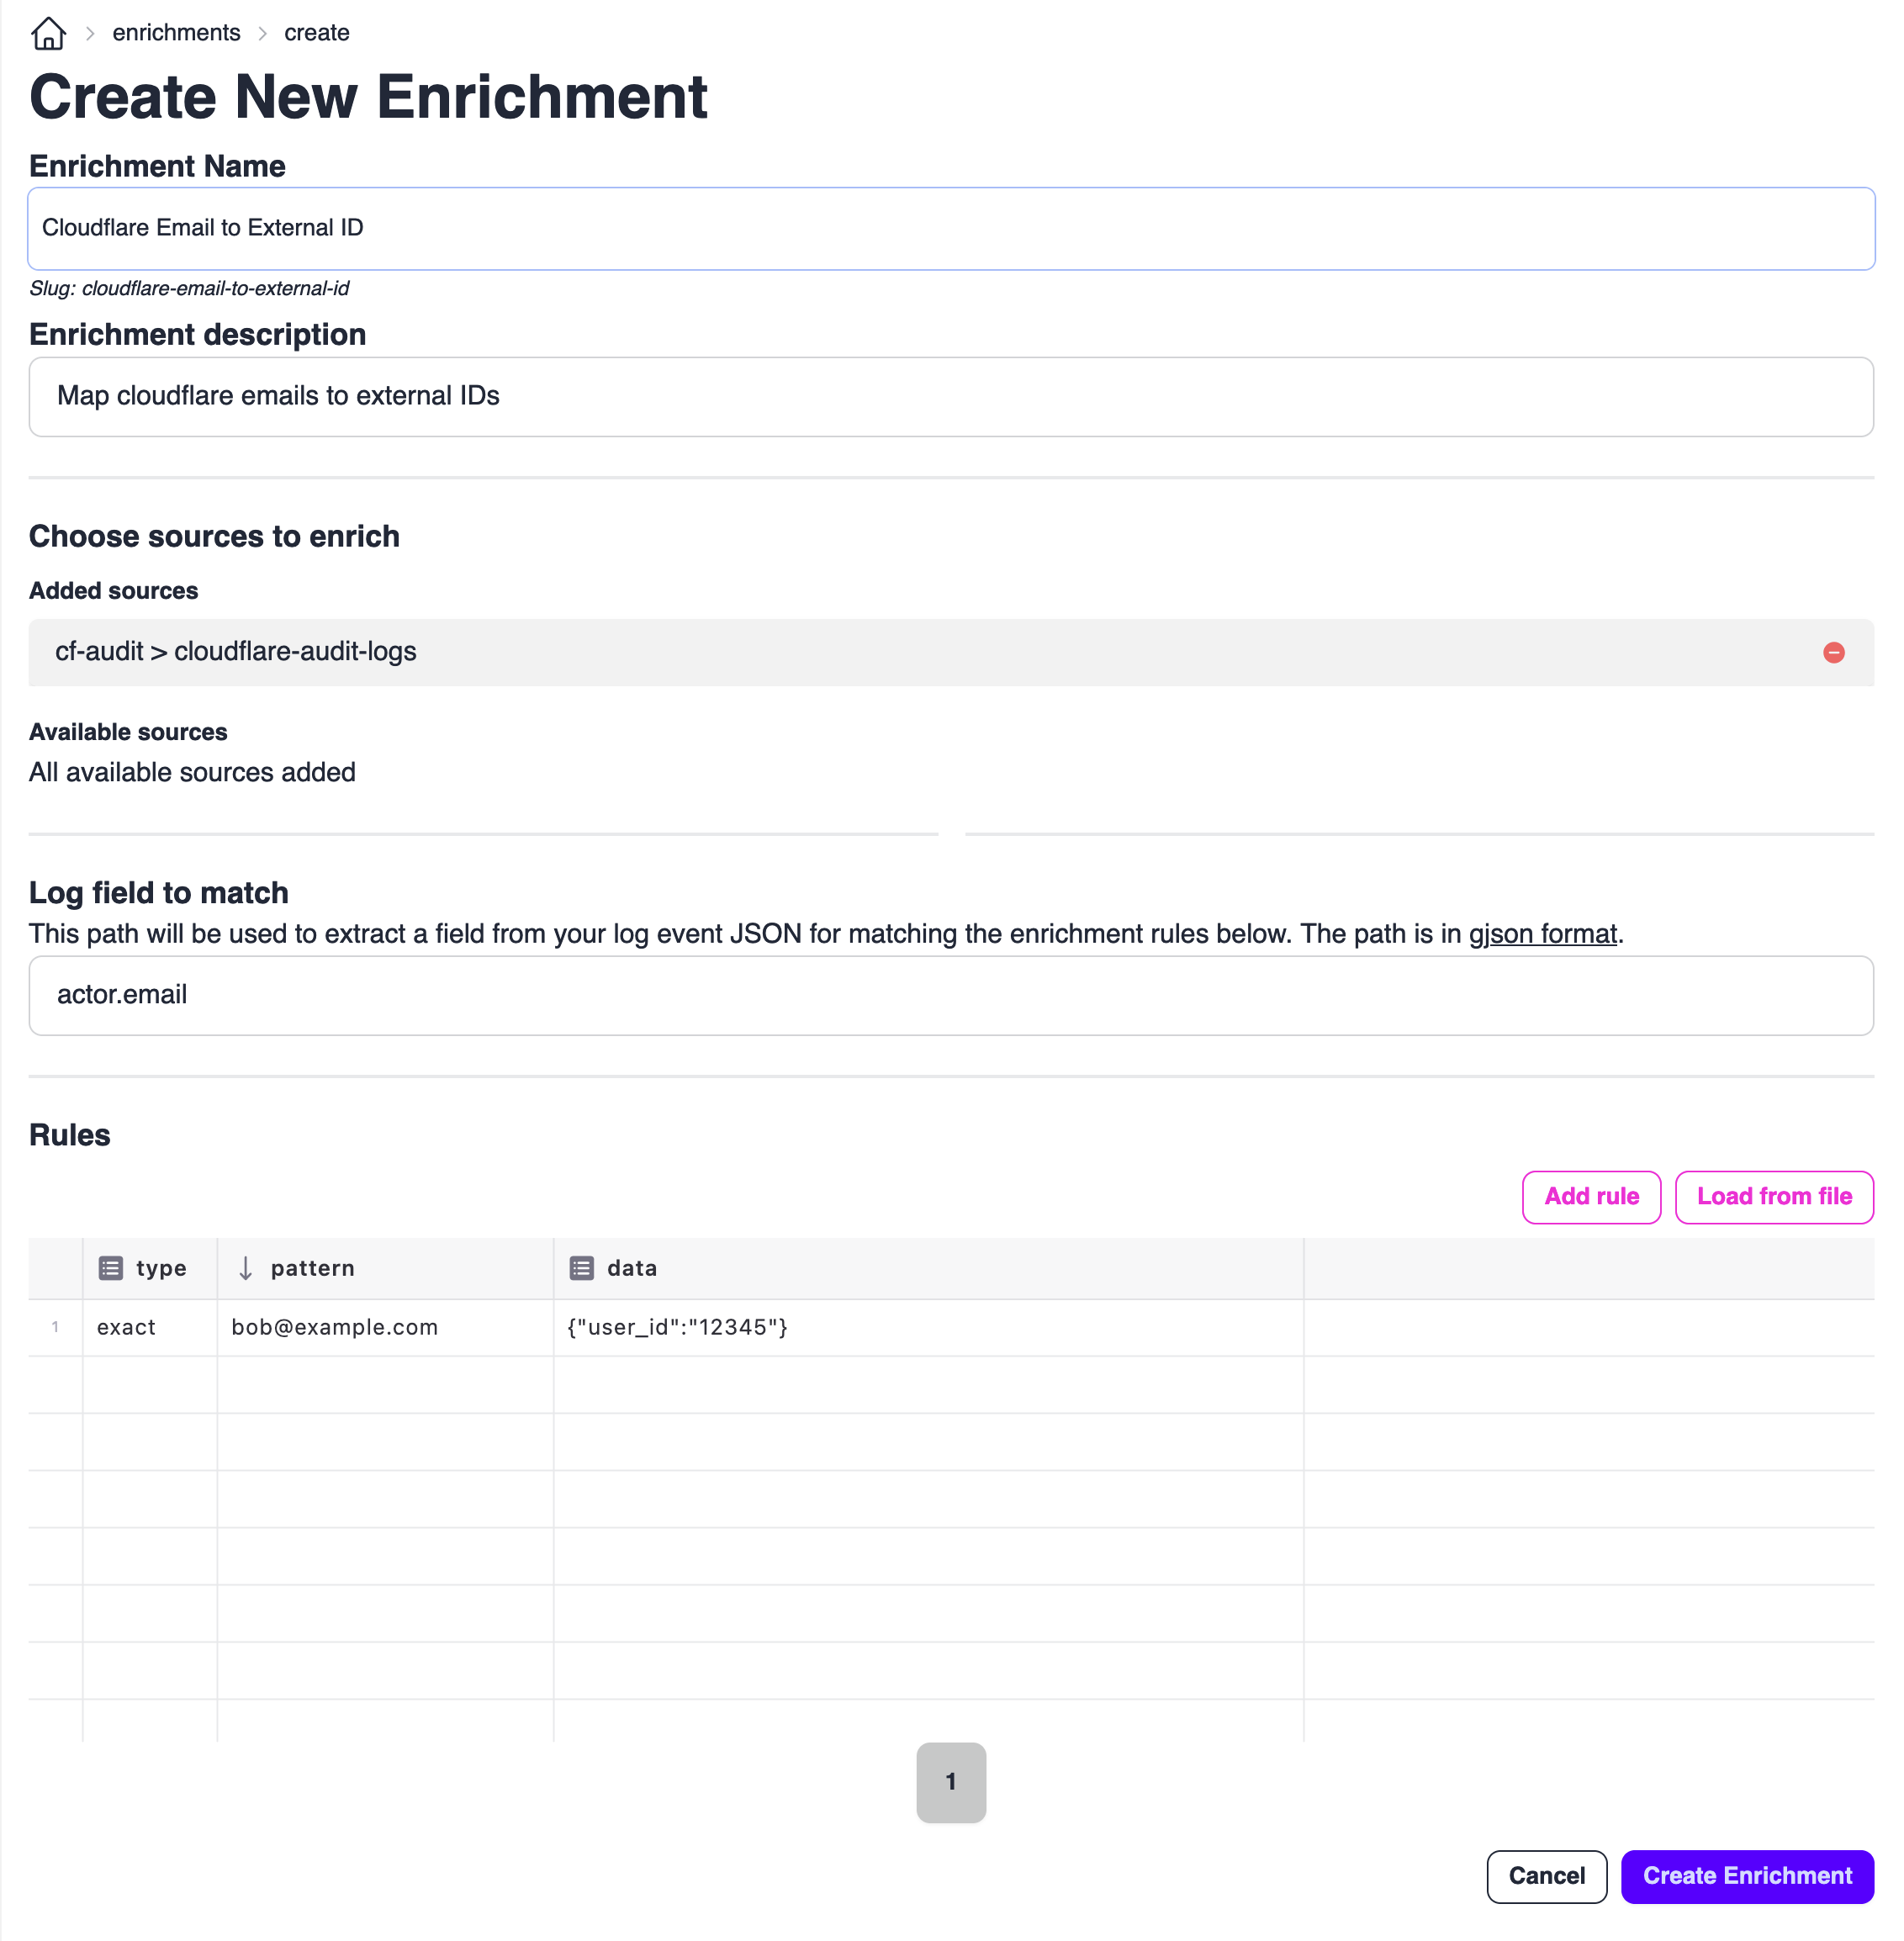 enrichments > create
Create New Enrichment
Enrichment Name
Cloudflare Email to External ID
Slug: cloudflare-email-to-external-id
Enrichment description
Map cloudflare emails to external IDs
Choose sources to enrich
Added sources
cf-audit > cloudflare-audit-logs
Available sources
All available sources added
Log field to match
This path will be used to extract a field from your log event JSON for matching the enrichment rules below. The path is in gjson format.
actor.email
Rules
Add rule Load from file
type pattern data
1 exact bob@example.com {"user_id":"12345"}
1
Cancel Create Enrichment